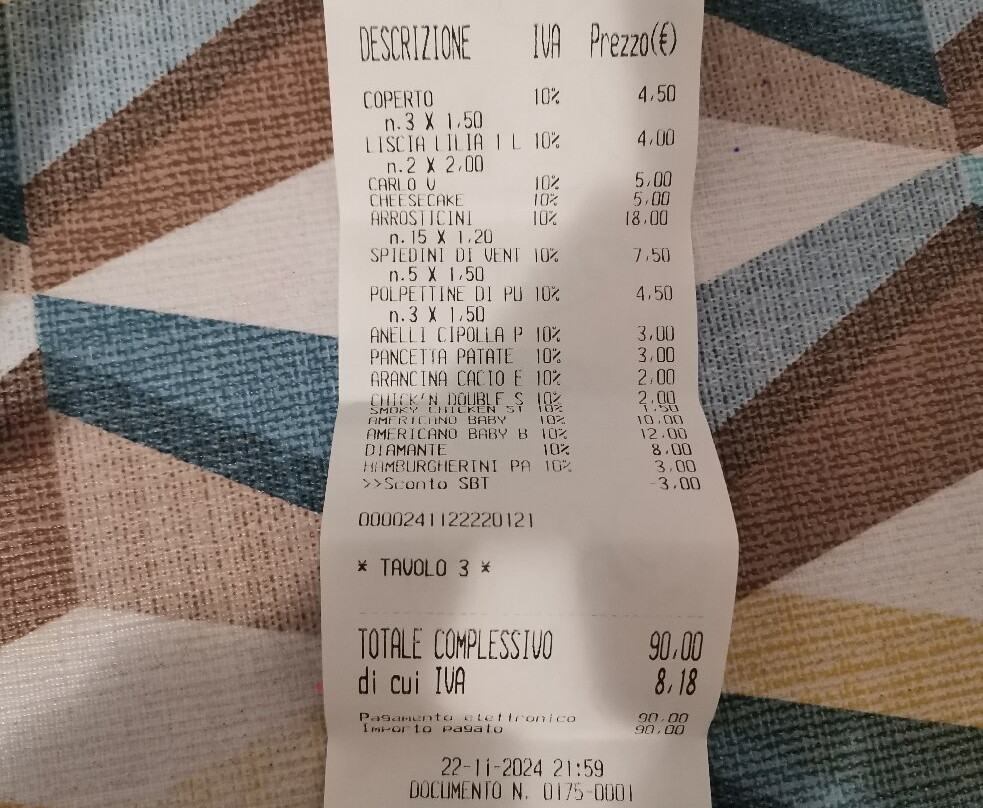 DESCRIZIONE IVA Prezzo(€)
COPERTO 10% 4,50
n.3 X 1,50
LISCIA LILIA 1 L 10% 4,00
n.2 X 2,00
CARLO V 10% 5,00
CHEESECAKE 10% 5,00
ARROSTICINI 10% 18,00
n.15 X 1,20
SPIEDINI DI VENT 10% 7,50
n.5 X 1,50
POLPETTINE DI PU 10% 4,50
n.3 X 1,50
ANELLI CIPOLLA P 10% 3,00
PANCETTA PATATE 10% 3,00
ARANCINA CACIO E 10% 2,00
CHICK'N DOUBLE S 10% 2,00
SMOKY CHICKEN ST 10% 1,50
AMERICANO BABY 10% 10,00
AMERICANO BABY B 10% 12,00
DIAMANTE 10% 8,00
HAMBURGHERINI PA 10% 3,00
>>Sconto SBT -3,00
0000241122220121
* TAVOLO 3 *
TOTALE COMPLESSIVO 90,00
di cui IVA 8,18
Pagamento elettronico 90,00
Importo pagato 90,00
22-11-2024 21:59
DOCUMENTO N. 0175-0001